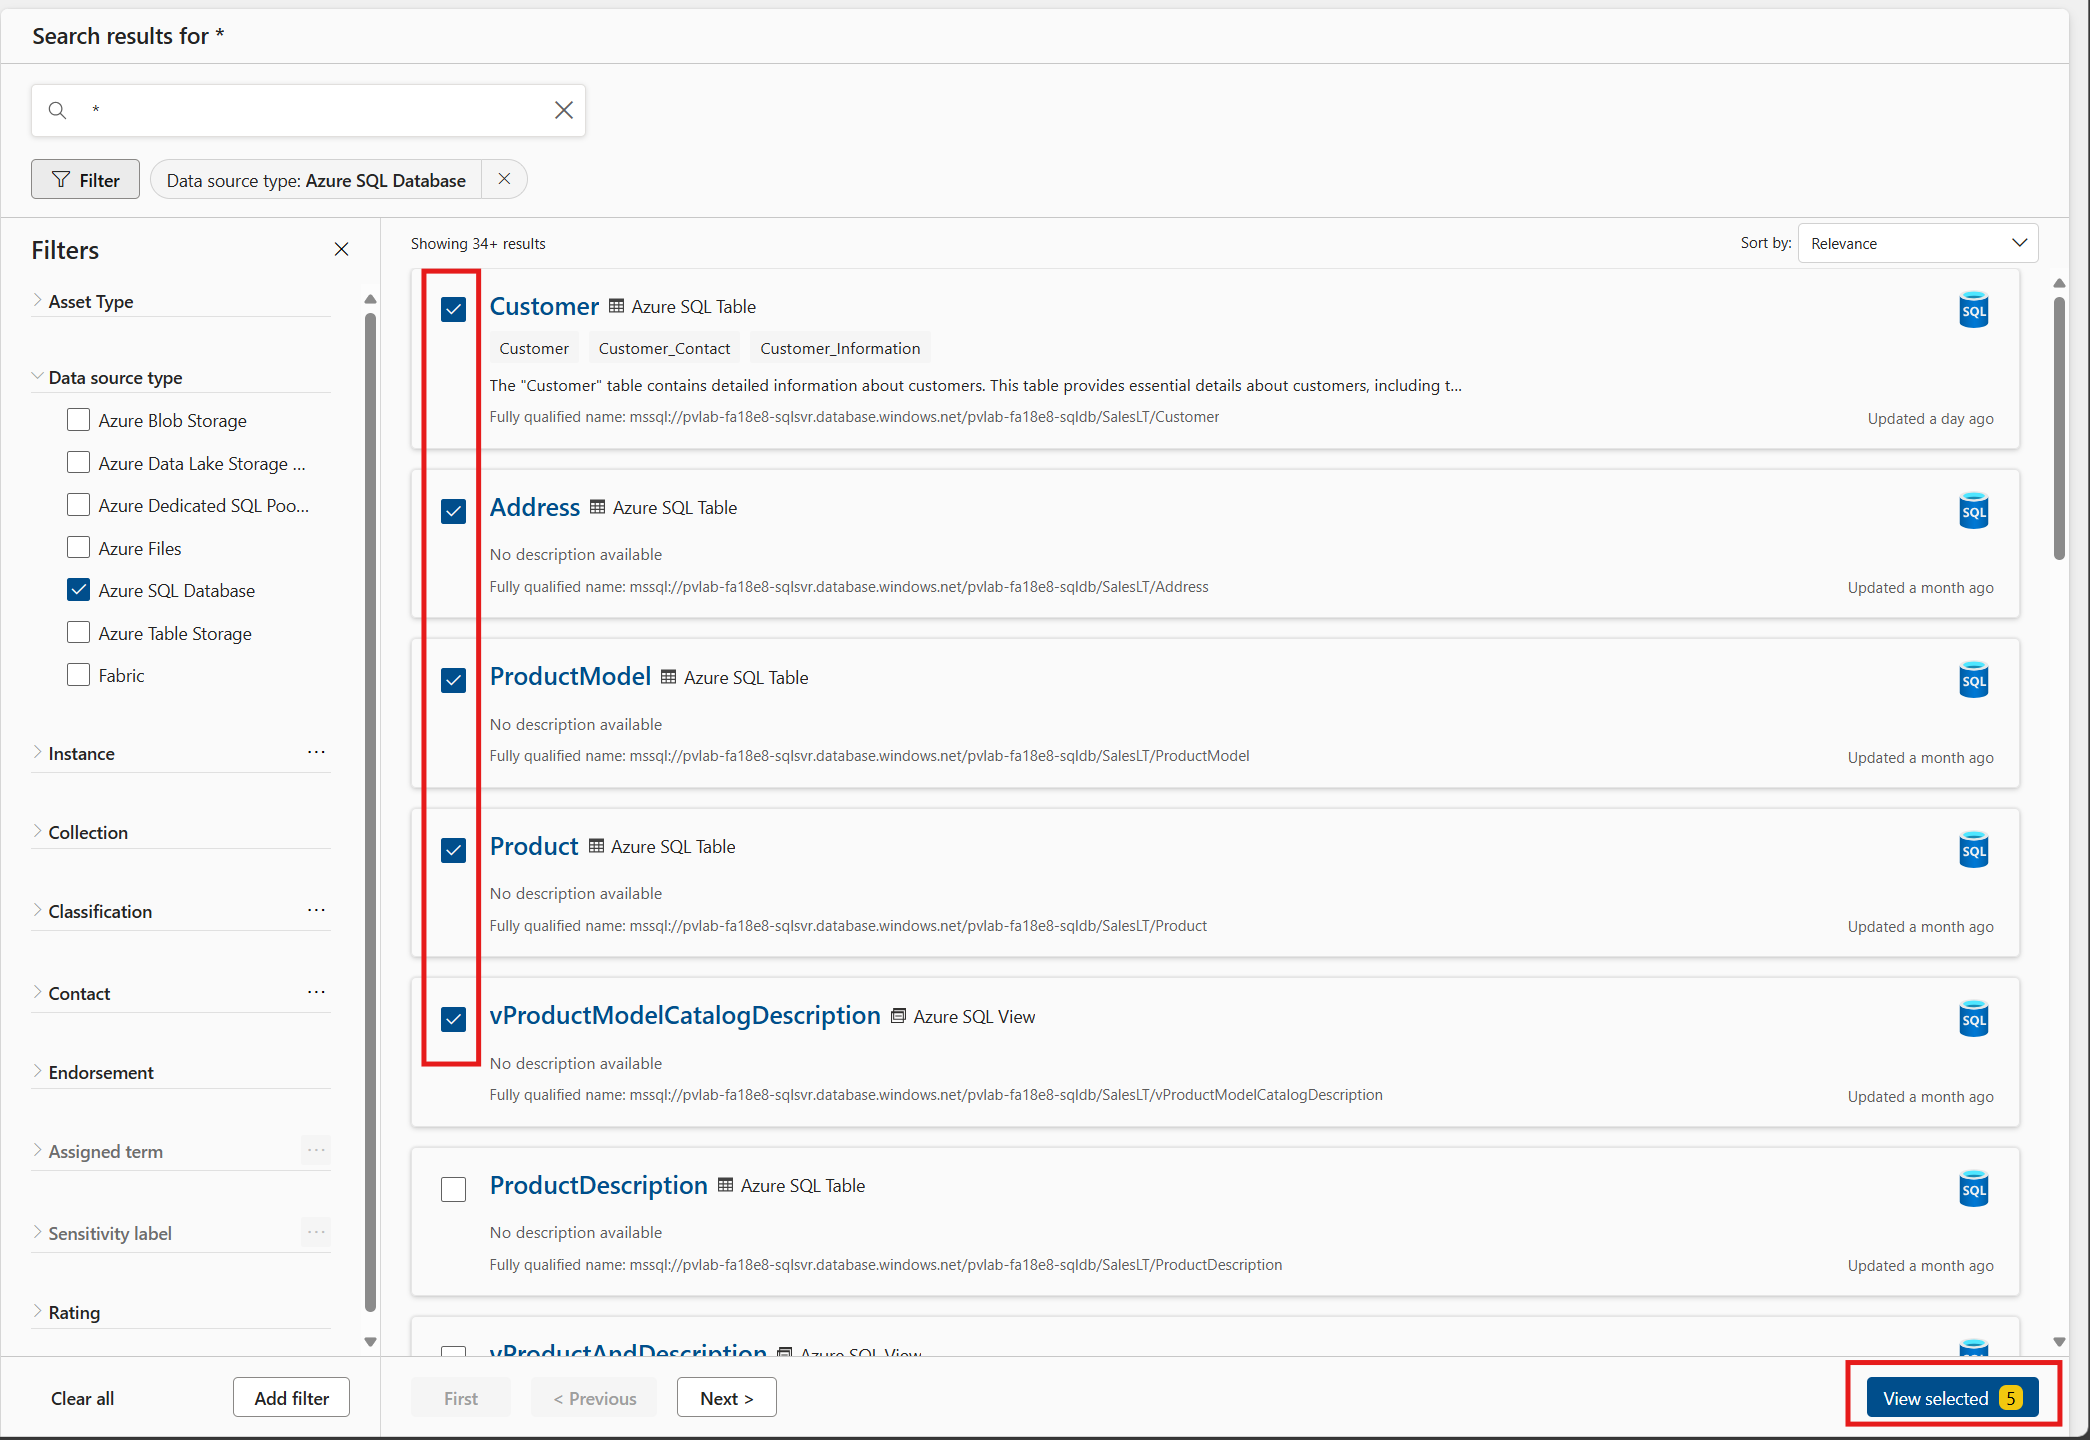 Search results for *
*
Filter
Data source type: Azure SQL Database
Filters
Showing 34+ results
Sort by:
Relevance
Asset Type
Data source type
Azure Blob Storage
Azure Data Lake Storage ...
Azure Dedicated SQL Poo...
Azure Files
Azure SQL Database
Azure Table Storage
Fabric
Instance
...
Collection
Classification
...
Contact
...
Endorsement
Assigned term
...
Sensitivity label
...
Rating
Clear all
Add filter
Customer Azure SQL Table
SQL
Customer Customer_Contact Customer_Information
The "Customer" table contains detailed information about customers. This table provides essential details about customers, including t...
Fully qualified name: mssql://pvlab-fa18e8-sqlsvr.database.windows.net/pvlab-fa18e8-sqldb/SalesLT/Customer
Updated a day ago
Address Azure SQL Table
SQL
No description available
Fully qualified name: mssql://pvlab-fa18e8-sqlsvr.database.windows.net/pvlab-fa18e8-sqldb/SalesLT/Address
Updated a month ago
ProductModel Azure SQL Table
SQL
No description available
Fully qualified name: mssql://pvlab-fa18e8-sqlsvr.database.windows.net/pvlab-fa18e8-sqldb/SalesLT/ProductModel
Updated a month ago
Product Azure SQL Table
SQL
No description available
Fully qualified name: mssql://pvlab-fa18e8-sqlsvr.database.windows.net/pvlab-fa18e8-sqldb/SalesLT/Product
Updated a month ago
vProductModelCatalogDescription Azure SQL View
SQL
No description available
Fully qualified name: mssql://pvlab-fa18e8-sqlsvr.database.windows.net/pvlab-fa18e8-sqldb/SalesLT/vProductModelCatalogDescription
Updated a month ago
ProductDescription Azure SQL Table
SQL
No description available
Fully qualified name: mssql://pvlab-fa18e8-sqlsvr.database.windows.net/pvlab-fa18e8-sqldb/SalesLT/ProductDescription
Updated a month ago
vProductAndDescription Azure SQL View
SQL
First
< Previous
Next >
View selected 5